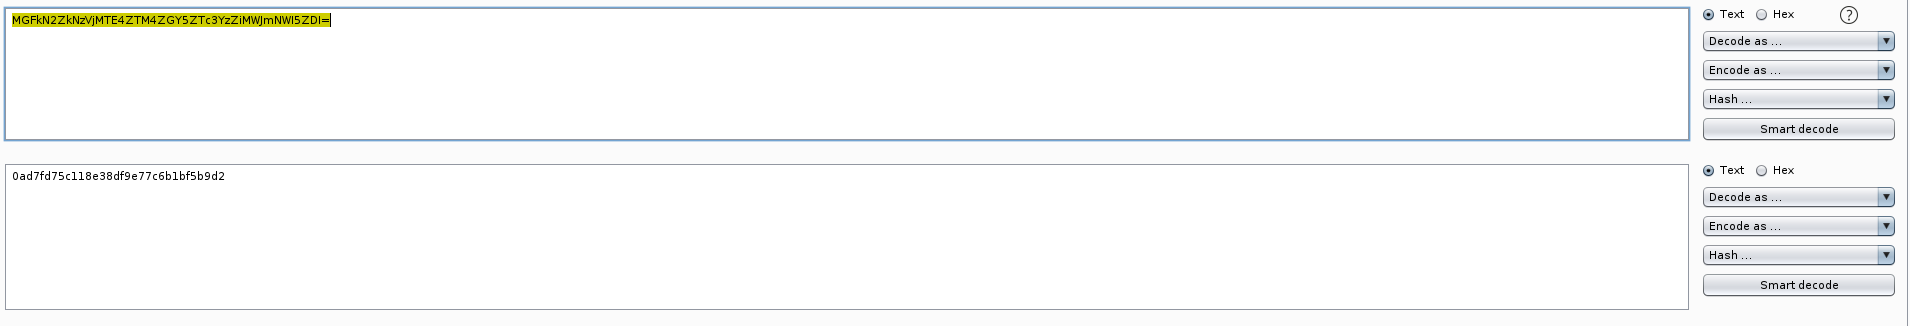 MGFkN2ZkNzVjMTE4ZTM4ZGY5ZTc3YzZiMWJmNWI5ZDI=
Text Hex ?
Decode as ...
Encode as ...
Hash ...
Smart decode
0ad7fd75c118e38df9e77c6b1bf5b9d2
Text Hex
Decode as ...
Encode as ...
Hash ...
Smart decode